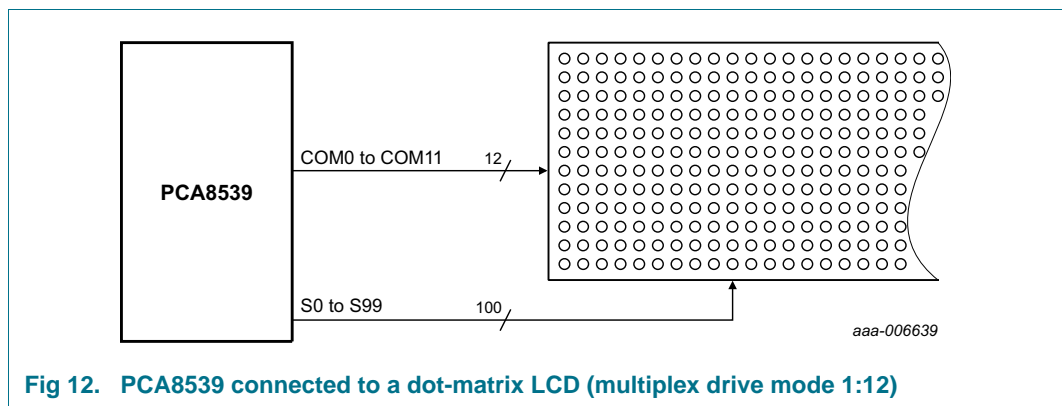 COM0 to COM11
12
PCA8539
S0 to S99
100
aaa-006639
Fig 12. PCA8539 connected to a dot-matrix LCD (multiplex drive mode 1:12)